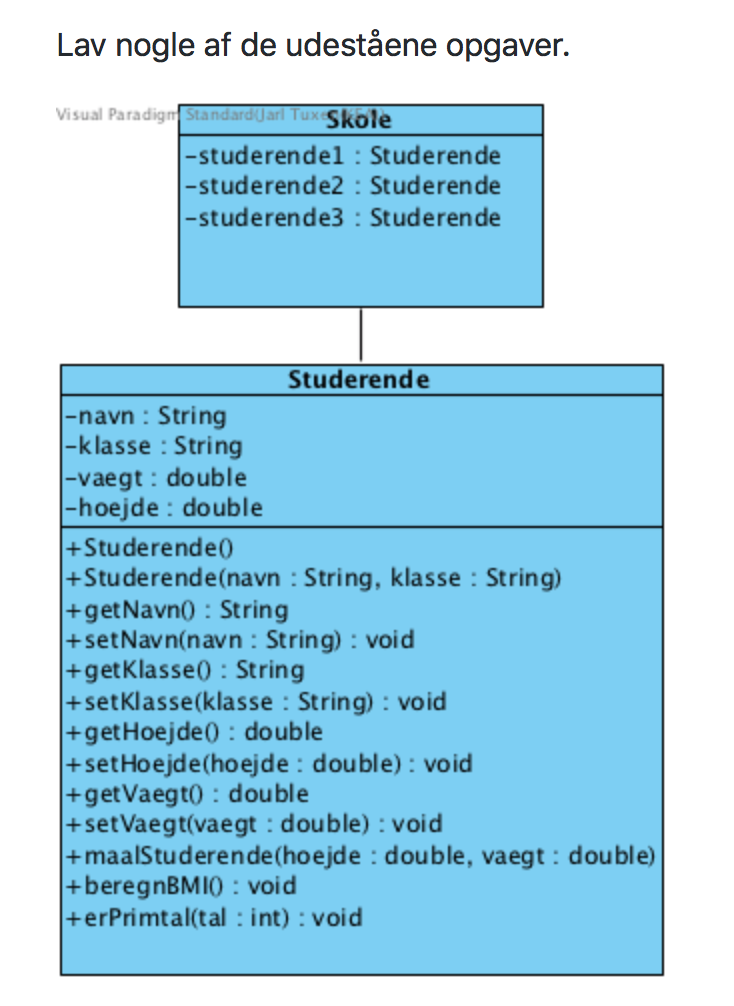 Lav nogle af de udeståene opgaver.
Visual Paradigm Standard(Jarl Tuxen
Skole
-studerende1 : Studerende
-studerende2 : Studerende
-studerende3 : Studerende
Studerende
-navn : String
-klasse : String
-vaegt : double
-hoejde : double
+Studerende()
+Studerende(navn : String, klasse : String)
+getNavn() : String
+setNavn(navn : String) : void
+getKlasse() : String
+setKlasse(klasse : String) : void
+getHoejde() : double
+setHoejde(hoejde : double) : void
+getVaegt() : double
+setVaegt(vaegt : double) : void
+maalStuderende(hoejde : double, vaegt : double)
+beregnBMI() : void
+erPrimtal(tal : int) : void